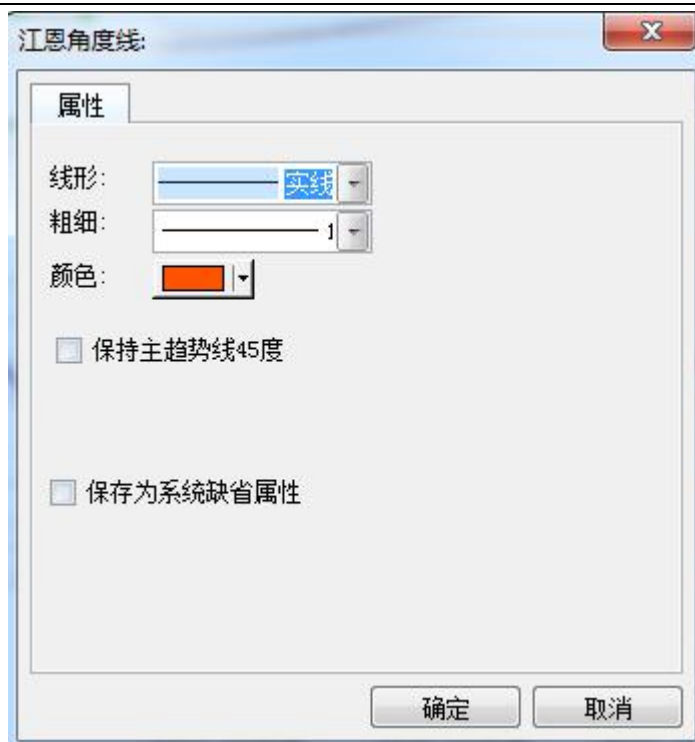 江恩角度线:
属性
线形: 实线
粗细: 1
颜色:
保持主趋势线45度
保存为系统缺省属性
确定 取消